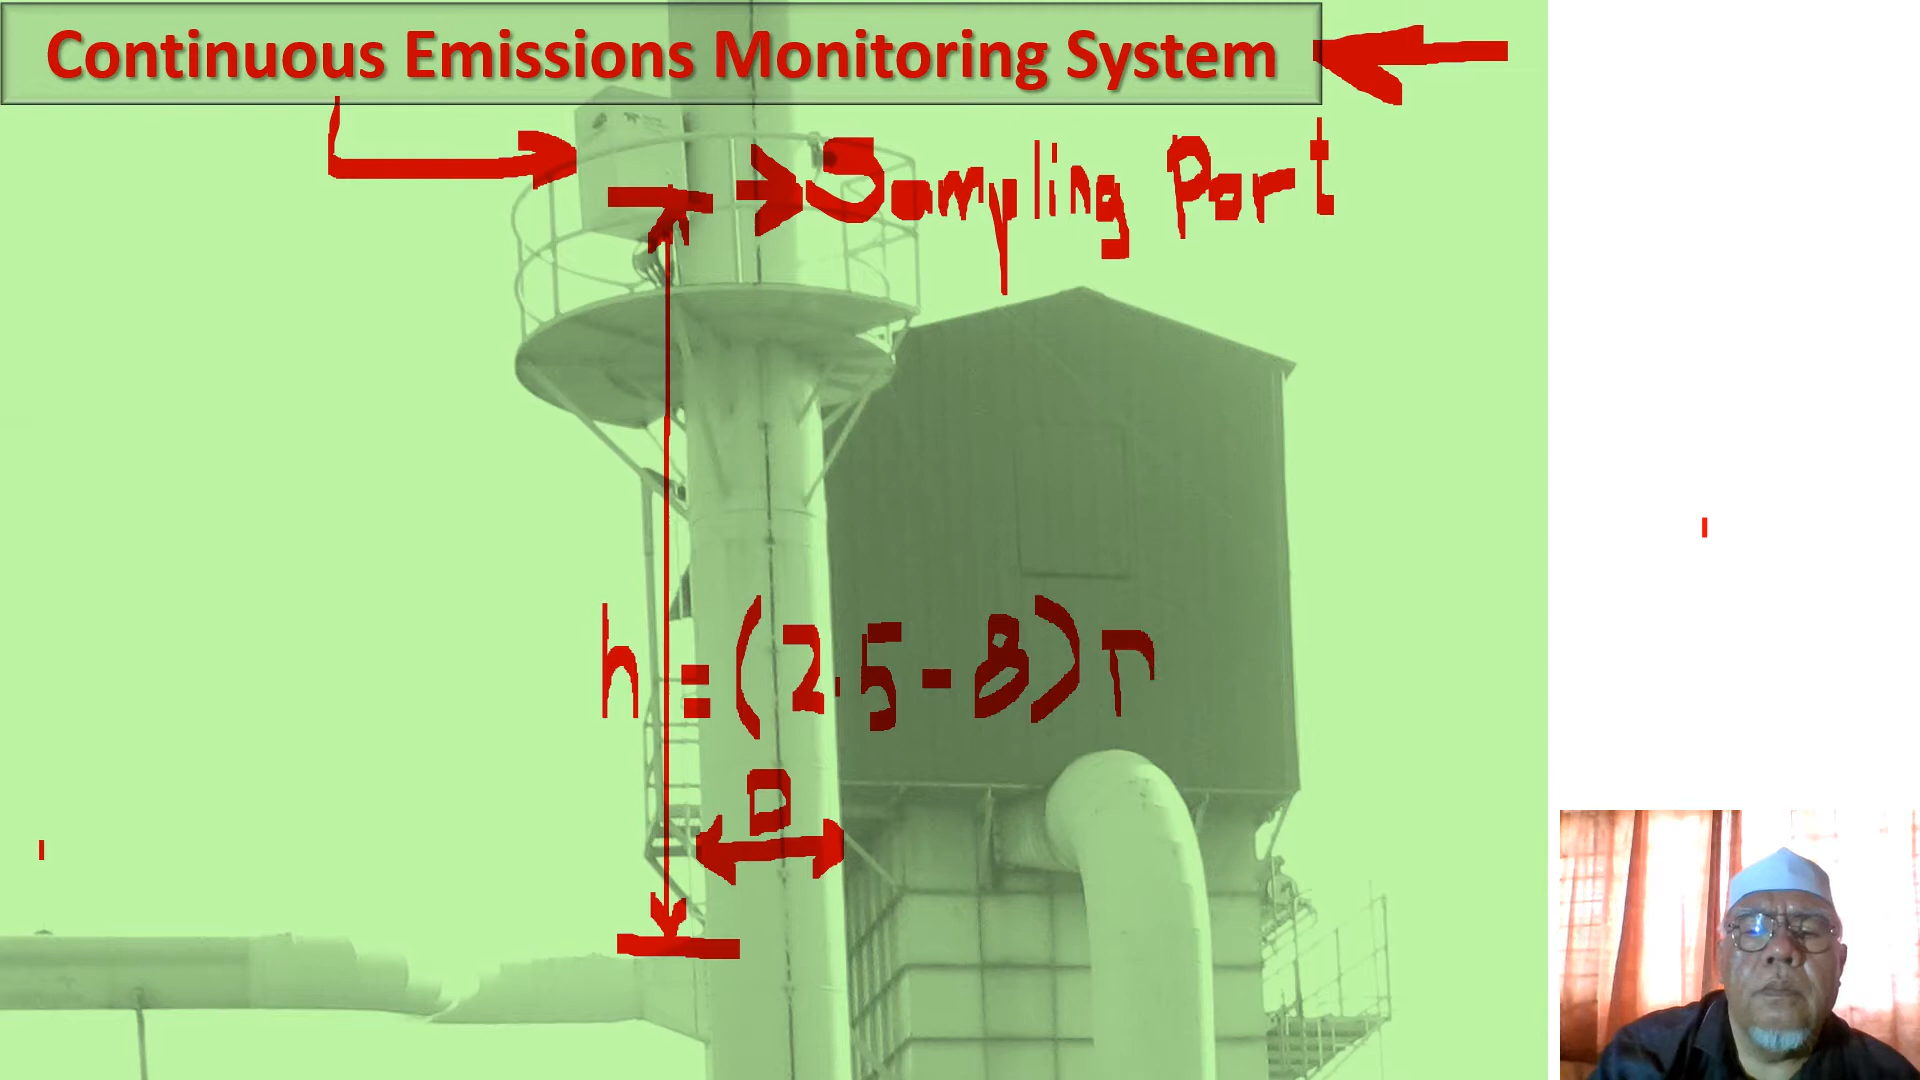 Continuous Emissions Monitoring System
Sampling Port
h = (2.5 - 8) r
D